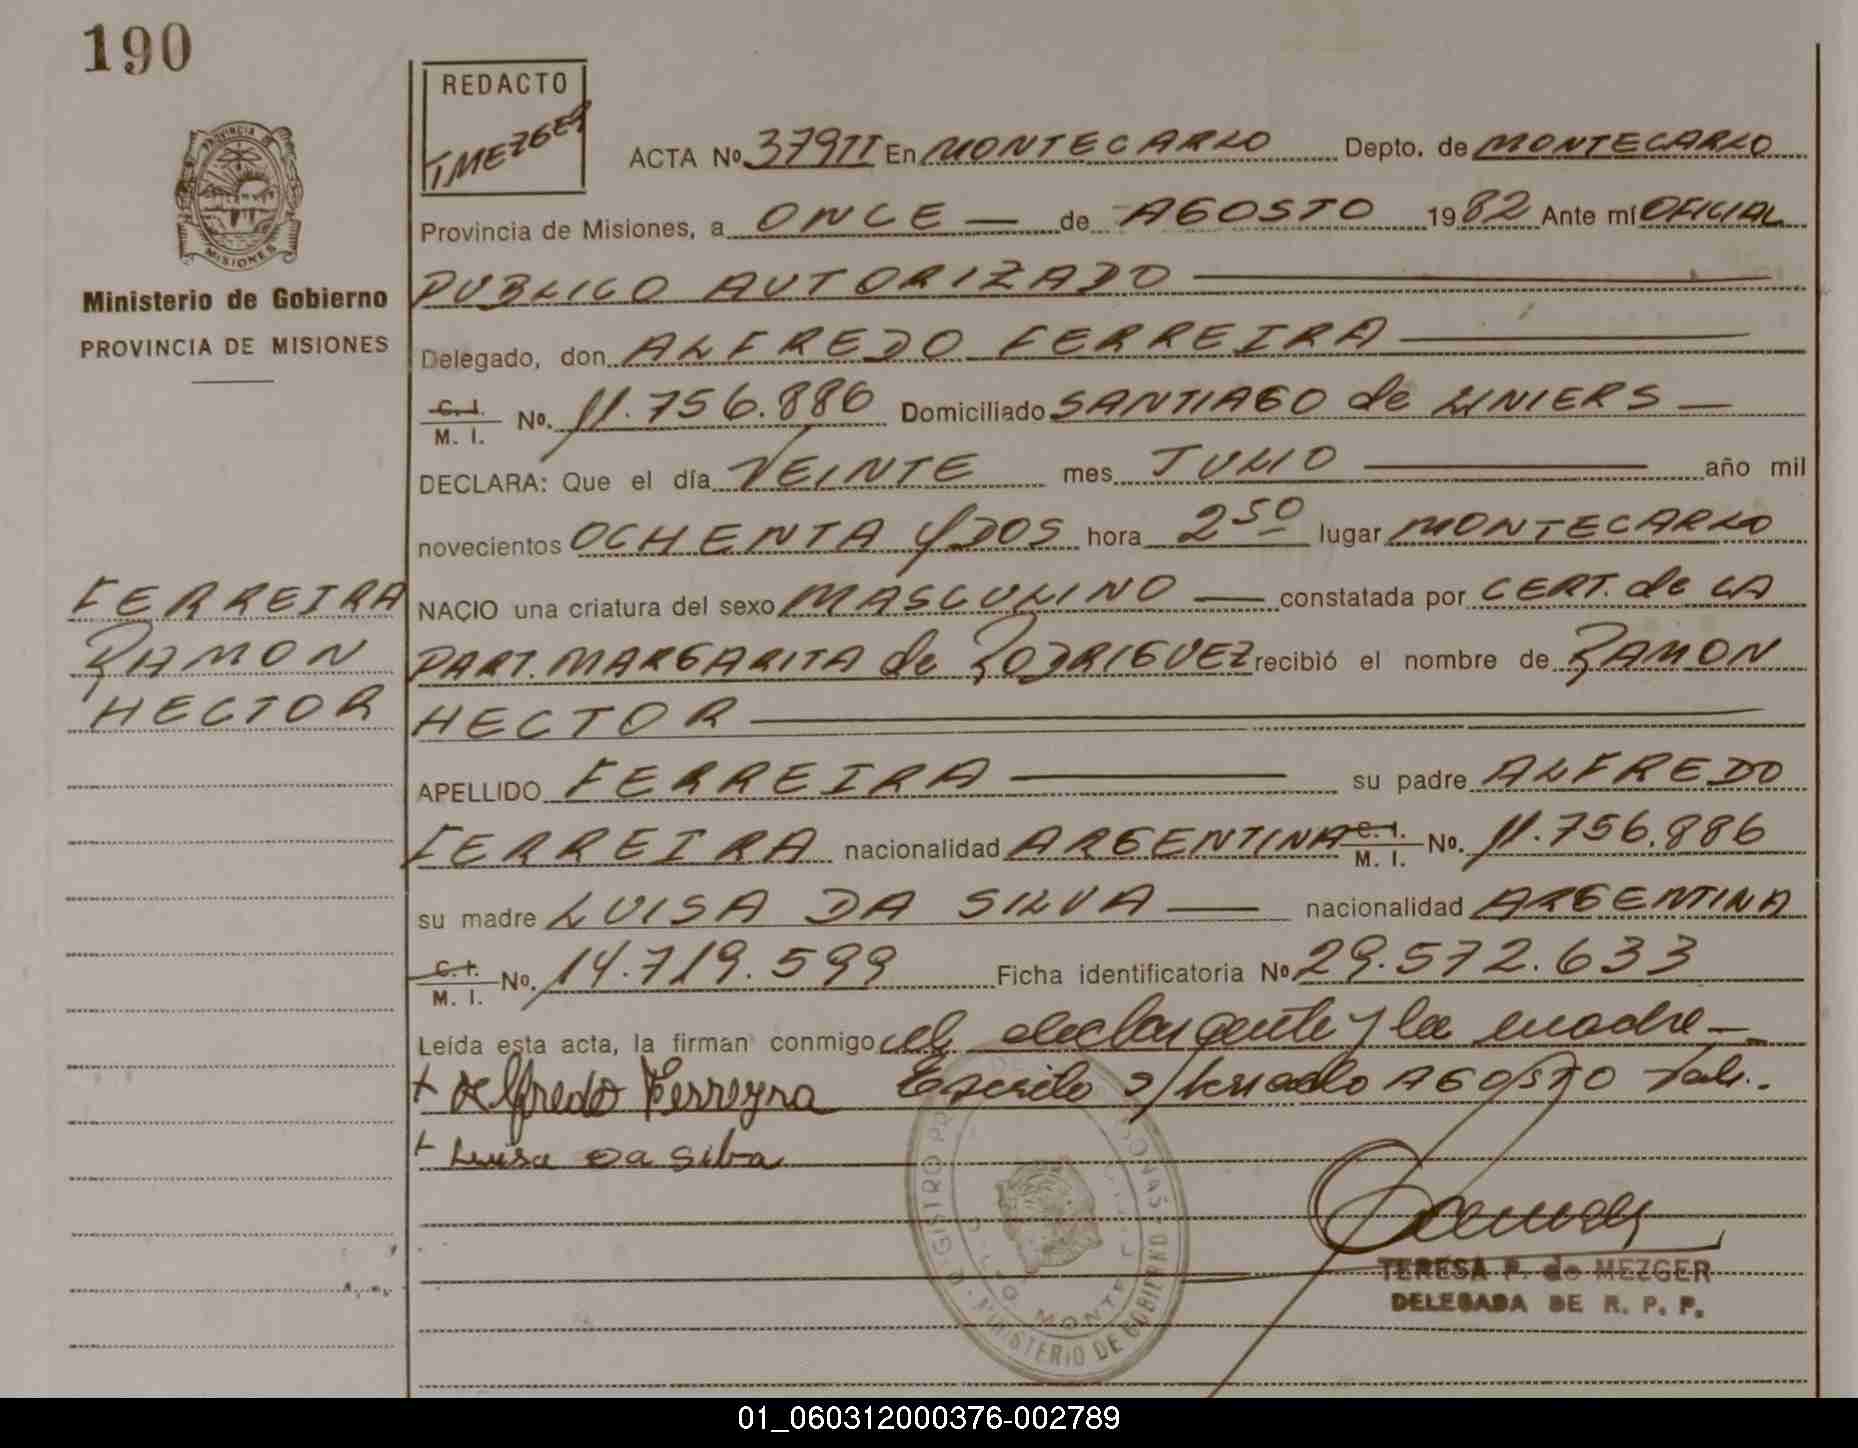 190
REDACTO
TMEZGER
PROVINCIA DE
MISIONES
Ministerio de Gobierno
PROVINCIA DE MISIONES
ACTA Nº 379II En MONTECARLO Depto. de MONTECARLO
Provincia de Misiones, a ONCE — de AGOSTO 1982 Ante mí OFICIAL
PUBLICO AUTORIZADO
Delegado, don ALFREDO FERREIRA
C. I. / M. I. Nº. 11.756.886 Domiciliado SANTIAGO de LINIERS —
DECLARA: Que el día VEINTE mes JULIO año mil
novecientos OCHENTA y DOS hora 2 50 lugar MONTECARLO
NACIO una criatura del sexo MASCULINO — constatada por CERT. de LA
PART. MARGARITA de RODRIGUEZ recibió el nombre de RAMON
HECTOR
APELLIDO FERREIRA su padre ALFREDO
FERREIRA nacionalidad ARGENTINA C. I. / M. I. Nº. 11.756.886
su madre LUISA DA SILVA — nacionalidad ARGENTINA
C. I. / M. I. Nº. 14.719.599 Ficha identificatoria Nº 29.572.633
Leída esta acta, la firman conmigo el declarante y la madre —
FERREIRA
RAMON
HECTOR
+ Alfredo Ferreyra Escrito s/borrado AGOSTO Vale.
+ Luisa Da Silba
MINISTERIO DE GOBIERNO
TERESA P. de MEZGER
DELEGADA DE R. P. P.
01_060312000376-002789